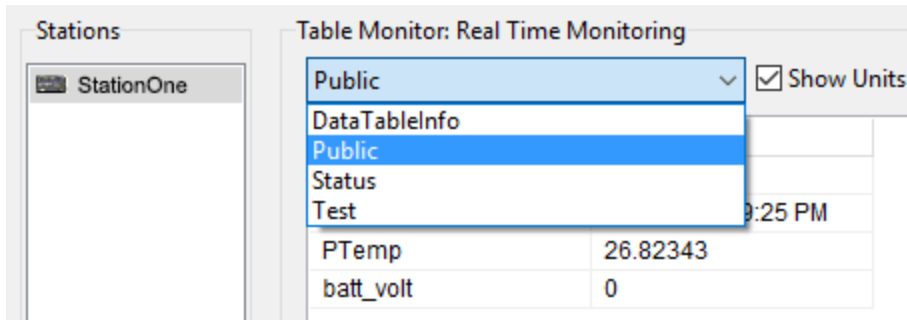 Stations
Table Monitor: Real Time Monitoring
StationOne
Public
Show Units
DataTableInfo
Public
Status
Test
9:25 PM
PTemp 26.82343
batt_volt 0